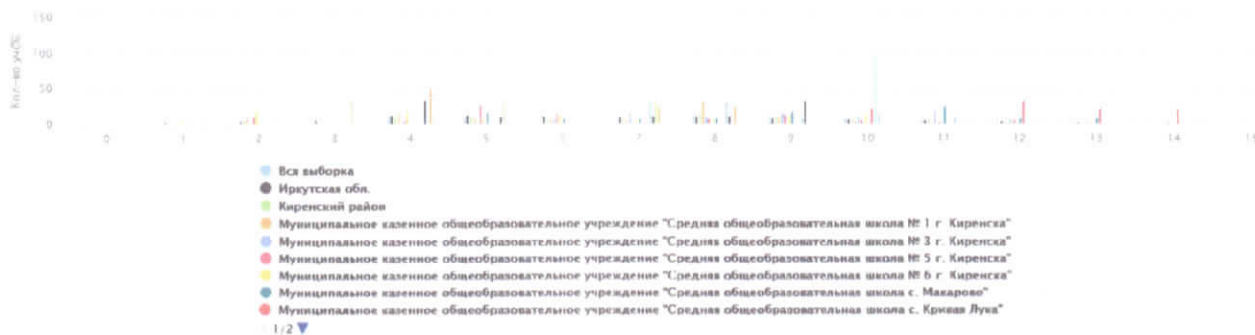 150
Кол-во уч(%
100
50
0
0 1 2 3 4 5 6 7 8 9 10 11 12 13 14 15
Вся выборка
Иркутская обл.
Киренский район
Муниципальное казенное общеобразовательное учреждение "Средняя общеобразовательная школа № 1 г. Киренска"
Муниципальное казенное общеобразовательное учреждение "Средняя общеобразовательная школа № 3 г. Киренска"
Муниципальное казенное общеобразовательное учреждение "Средняя общеобразовательная школа № 5 г. Киренска"
Муниципальное казенное общеобразовательное учреждение "Средняя общеобразовательная школа № 6 г. Киренска"
Муниципальное казенное общеобразовательное учреждение "Средняя общеобразовательная школа с. Макарово"
Муниципальное казенное общеобразовательное учреждение "Средняя общеобразовательная школа с. Кривая Лука"
1/2